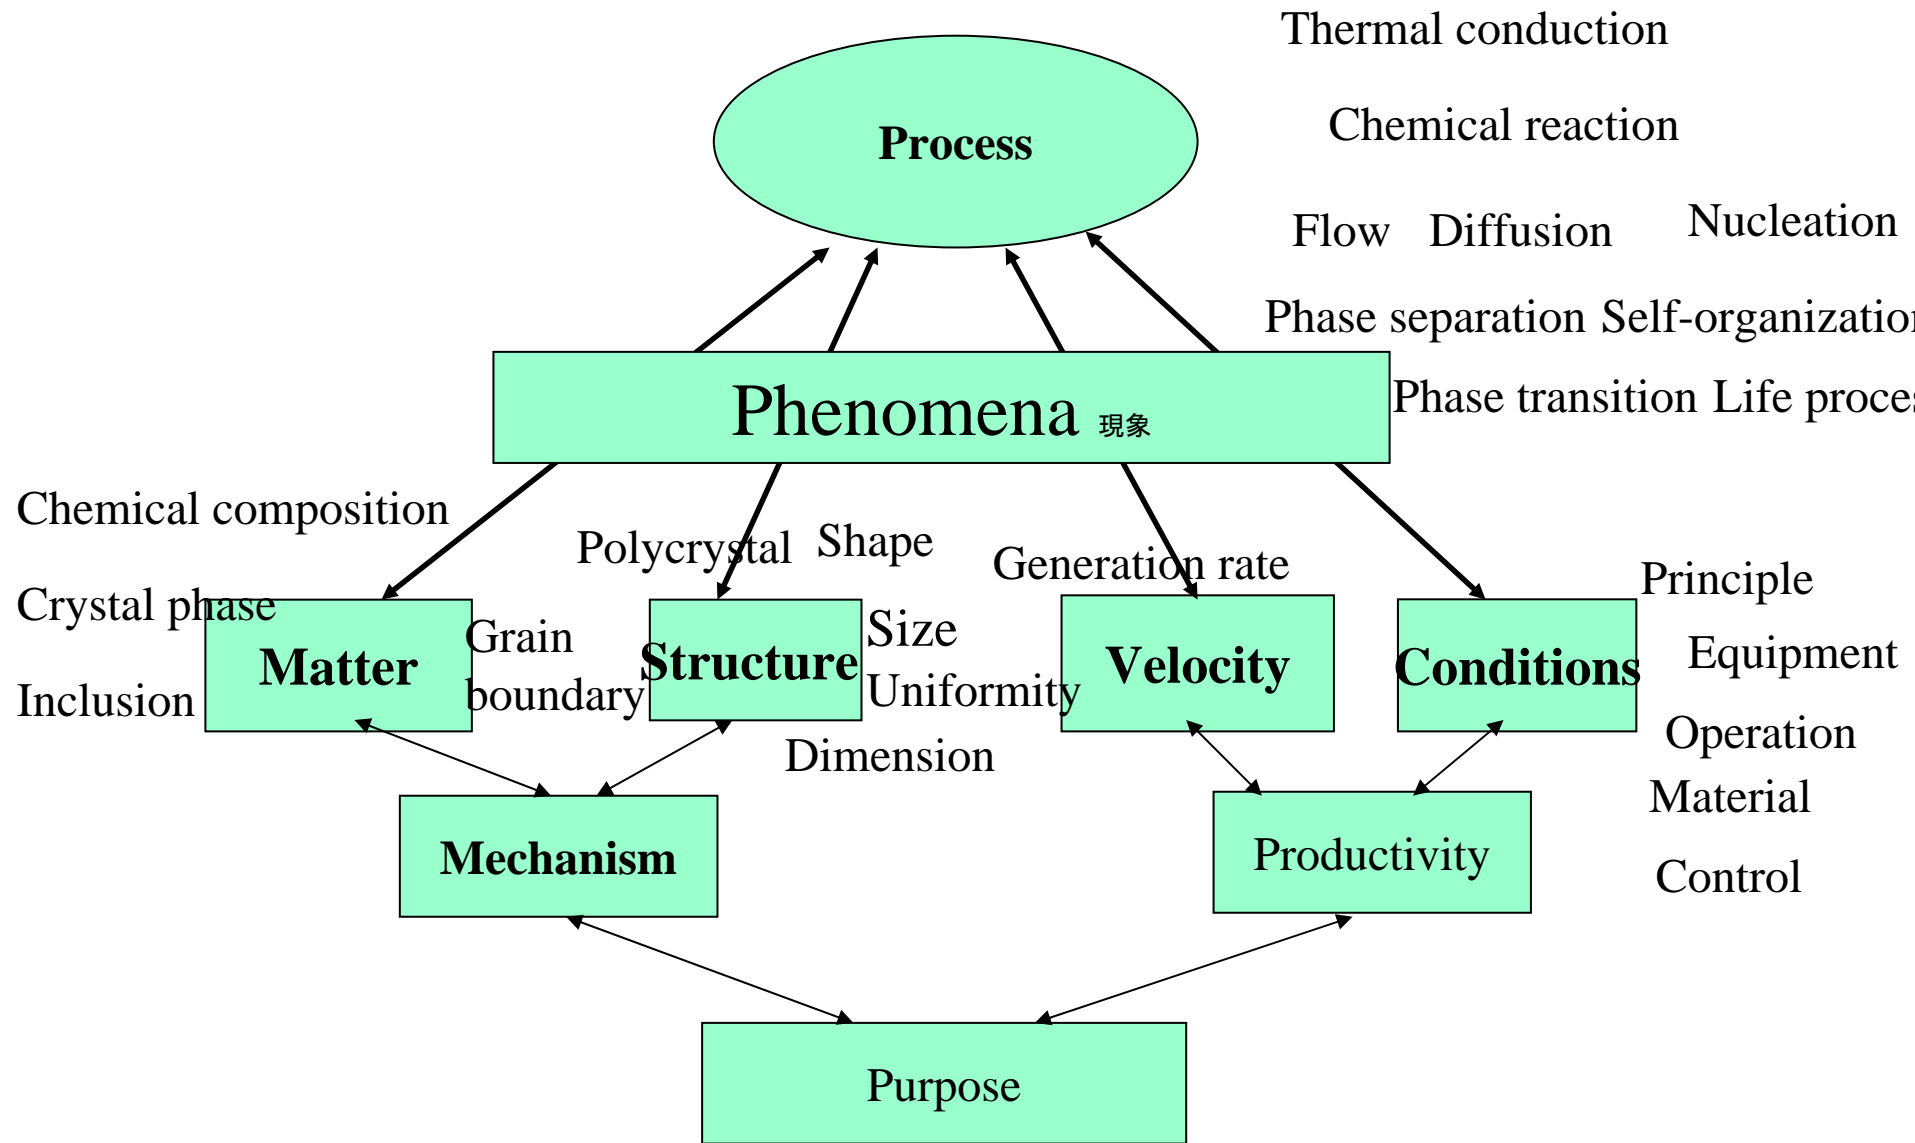 Thermal conduction
Process
Chemical reaction
Flow Diffusion Nucleation
Phase separation Self-organization
Phenomena 現象
Phase transition Life proces
Chemical composition
Polycrystal Shape
Generation rate
Principle
Crystal phase
Grain
boundary
Size
Matter
Structure
Velocity
Conditions
Equipment
Inclusion
Uniformity
Operation
Dimension
Material
Mechanism
Productivity
Control
Purpose